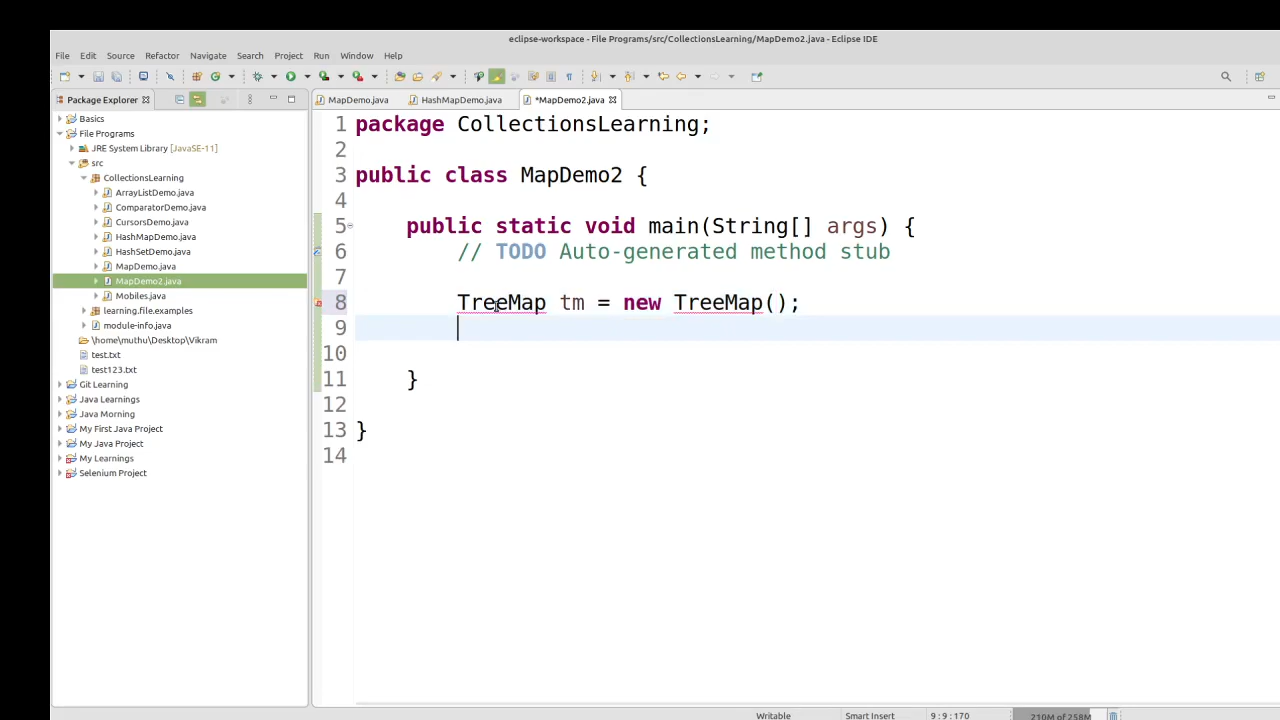 eclipse-workspace - File Programs/src/CollectionsLearning/MapDemo2.java - Eclipse IDE
File Edit Source Refactor Navigate Search Project Run Window Help
Package Explorer
MapDemo.java HashMapDemo.java *MapDemo2.java
Basics
File Programs
JRE System Library [JavaSE-11]
src
CollectionsLearning
ArrayListDemo.java
ComparatorDemo.java
CursorsDemo.java
HashMapDemo.java
HashSetDemo.java
MapDemo.java
MapDemo2.java
Mobiles.java
learning.file.examples
module-info.java
\home\muthu\Desktop\Vikram
test.txt
test123.txt
Git Learning
Java Learnings
Java Morning
My First Java Project
My Java Project
My Learnings
Selenium Project
1 package CollectionsLearning;
2
3 public class MapDemo2 {
4
5 public static void main(String[] args) {
6 // TODO Auto-generated method stub
7
8 TreeMap tm = new TreeMap();
9
10
11 }
12
13 }
14
Writable Smart Insert 9:9:170 210M of 258M